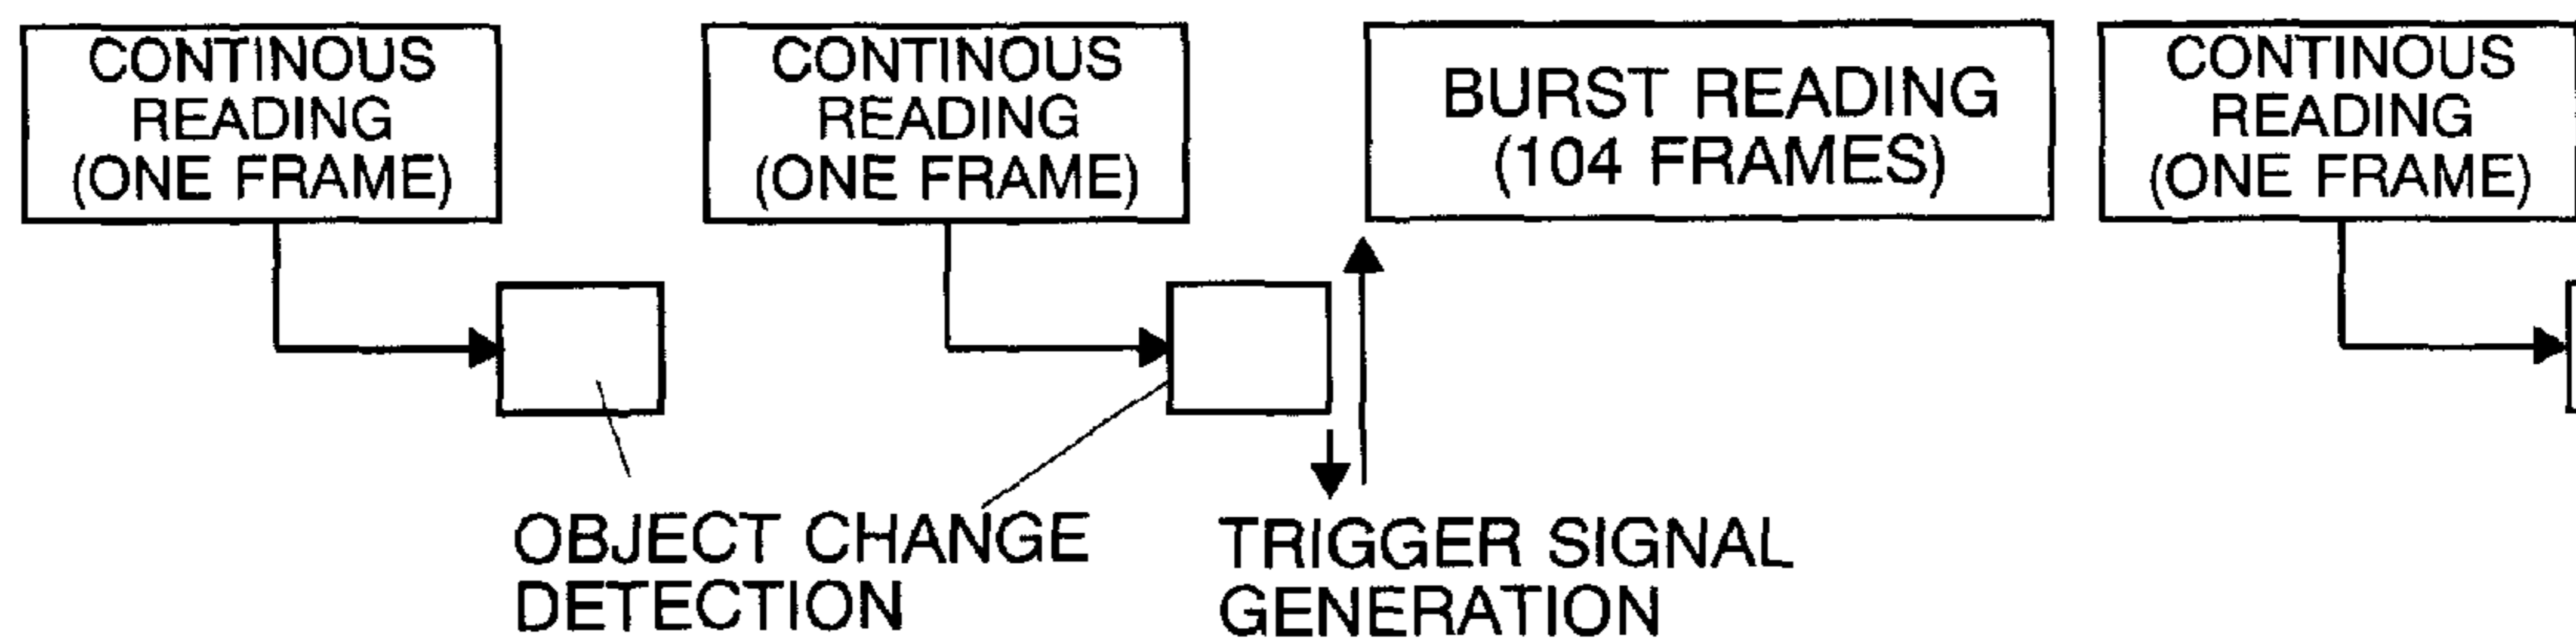 CONTINOUS
READING
(ONE FRAME)
CONTINOUS
READING
(ONE FRAME)
BURST READING
(104 FRAMES)
CONTINOUS
READING
(ONE FRAME)
OBJECT CHANGE
DETECTION
TRIGGER SIGNAL
GENERATION